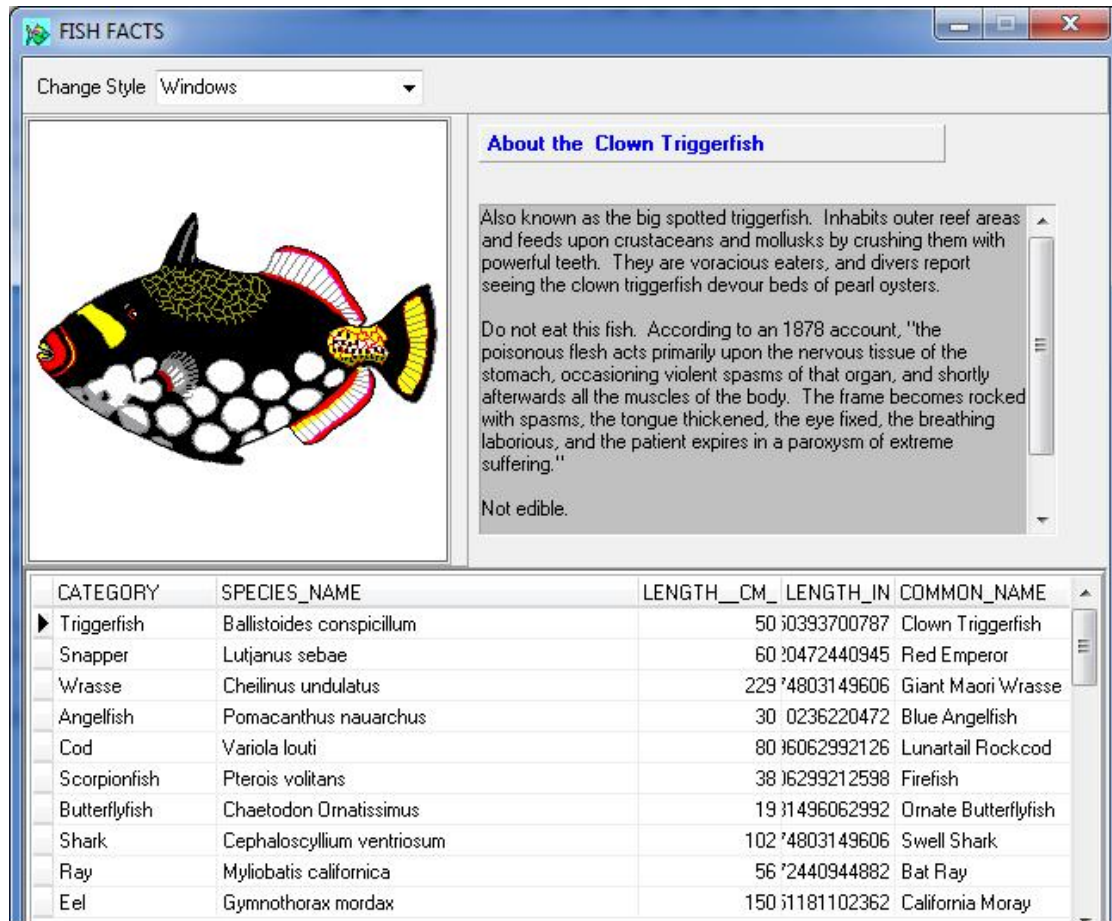 FISH FACTS
Change Style Windows
About the Clown Triggerfish
Also known as the big spotted triggerfish. Inhabits outer reef areas
and feeds upon crustaceans and mollusks by crushing them with
powerful teeth. They are voracious eaters, and divers report
seeing the clown triggerfish devour beds of pearl oysters.
Do not eat this fish. According to an 1878 account, "the
poisonous flesh acts primarily upon the nervous tissue of the
stomach, occasioning violent spasms of that organ, and shortly
afterwards all the muscles of the body. The frame becomes rocked
with spasms, the tongue thickened, the eye fixed, the breathing
laborious, and the patient expires in a paroxysm of extreme
suffering."
Not edible.
CATEGORY SPECIES_NAME LENGTH__CM_ LENGTH_IN COMMON_NAME
Triggerfish Ballistoides conspicillum 50 Clown Triggerfish
Snapper Lutjanus sebae 60 Red Emperor
Wrasse Cheilinus undulatus 229 Giant Maori Wrasse
Angelfish Pomacanthus nauarchus 30 0236220472 Blue Angelfish
Cod Variola louti 80 Lunartail Rockcod
Scorpionfish Pterois volitans 38 Firefish
Butterflyfish Chaetodon Ornatissimus 19 Ornate Butterflyfish
Shark Cephaloscyllium ventriosum 102 Swell Shark
Ray Myliobatis californica 56 Bat Ray
Eel Gymnothorax mordax 150 California Moray